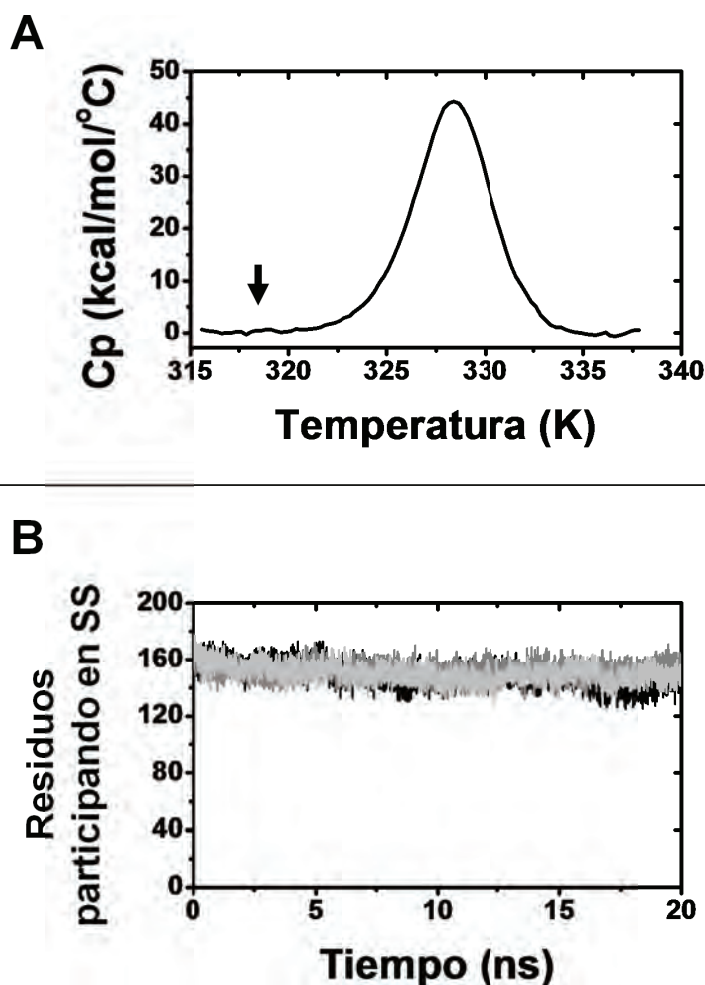 A
Cp (kcal/mol/°C)
50
40
30
20
10
0
315 320 325 330 335 340
Temperatura (K)
B
Residuos
participando en SS
200
160
120
80
40
0
0 5 10 15 20
Tiempo (ns)